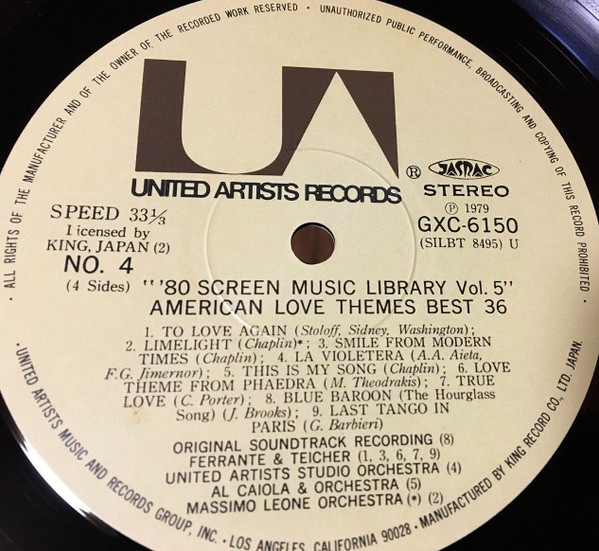 · ALL RIGHTS OF THE MANUFACTURER AND OF THE OWNER OF THE RECORDED WORK RESERVED · UNAUTHORIZED PUBLIC PERFORMANCE, BROADCASTING AND COPYING OF THIS RECORD PROHIBITED ·
UA
®
UNITED ARTISTS RECORDS
JASRAC
STEREO
Ⓟ 1979
GXC-6150
(SILBT 8495) U
SPEED 33⅓
Licensed by
KING, JAPAN (2)
NO. 4
(4 Sides)
"'80 SCREEN MUSIC LIBRARY Vol. 5"
AMERICAN LOVE THEMES BEST 36
1. TO LOVE AGAIN (Stoloff, Sidney, Washington);
2. LIMELIGHT (Chaplin)*; 3. SMILE FROM MODERN
TIMES (Chaplin); 4. LA VIOLETERA (A.A. Aieta,
F.G. Jimernor); 5. THIS IS MY SONG (Chaplin); 6. LOVE
THEME FROM PHAEDRA (M. Theodrakis); 7. TRUE
LOVE (C. Porter); 8. BLUE BAROON (The Hourglass
Song) (J. Brooks); 9. LAST TANGO IN
PARIS (G. Barbieri)
ORIGINAL SOUNDTRACK RECORDING (8)
FERRANTE & TEICHER (1, 3, 6, 7, 9)
UNITED ARTISTS STUDIO ORCHESTRA (4)
AL CAIOLA & ORCHESTRA (5)
MASSIMO LEONE ORCHESTRA (*) (2)
· UNITED ARTISTS MUSIC AND RECORDS GROUP, INC. · LOS ANGELES, CALIFORNIA 90028 · MANUFACTURED BY KING RECORD CO., LTD. JAPAN.